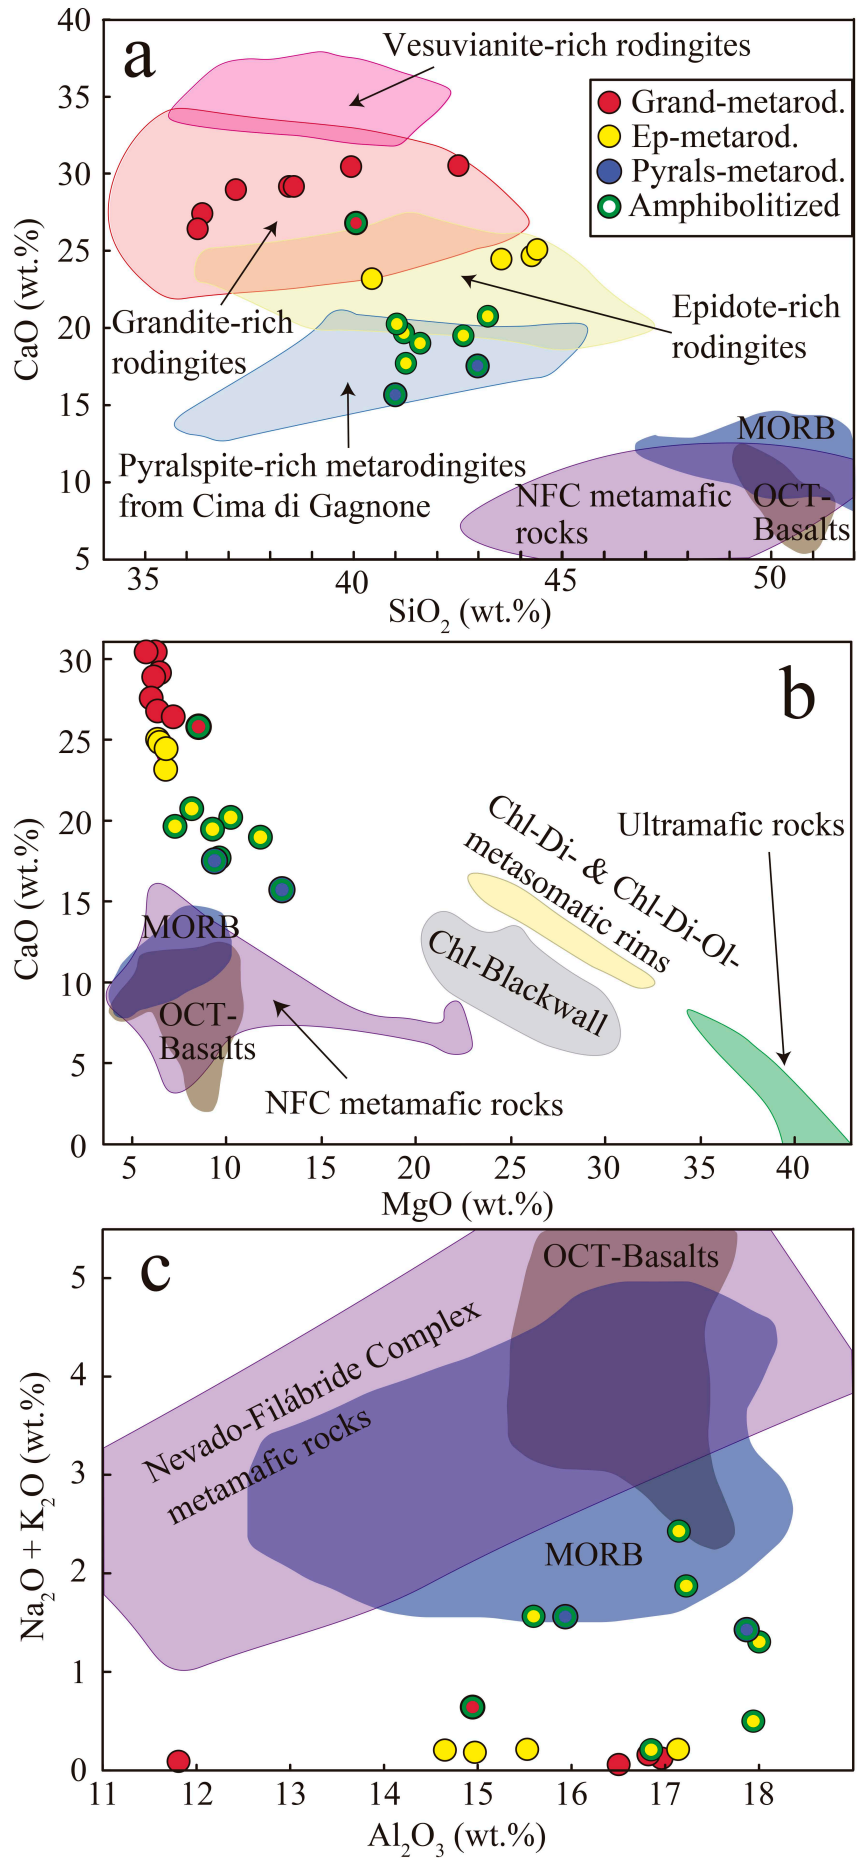 a
Vesuvianite-rich rodingites
Grand-metarod.
Ep-metarod.
Pyrals-metarod.
Amphibolitized
Grandite-rich
rodingites
Epidote-rich
rodingites
Pyralspite-rich metarodingites
from Cima di Gagnone
MORB
NFC metamafic
rocks
OCT-
Basalts
CaO (wt.%)
40
35
30
25
20
15
10
5
35
40
45
50
SiO₂ (wt.%)
b
Chl-Di- & Chl-Di-Ol-
metasomatic rims
Ultramafic rocks
Chl-Blackwall
MORB
OCT-
Basalts
NFC metamafic rocks
CaO (wt.%)
30
25
20
15
10
5
0
5
10
15
20
25
30
35
40
MgO (wt.%)
c
OCT-Basalts
Nevado-Filábride Complex
metamafic rocks
MORB
Na₂O + K₂O (wt.%)
5
4
3
2
1
0
11
12
13
14
15
16
17
18
Al₂O₃ (wt.%)